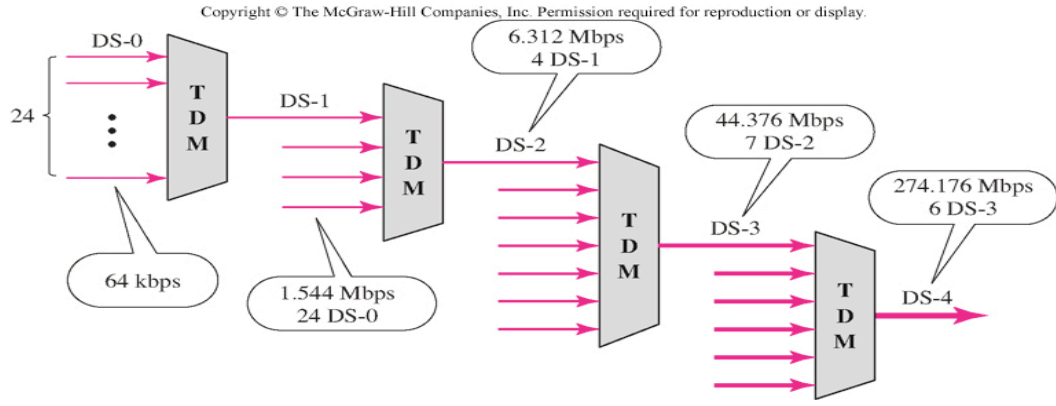 Copyright © The McGraw-Hill Companies, Inc. Permission required for reproduction or display.
DS-0
24
T
D
M
64 kbps
DS-1
T
D
M
1.544 Mbps
24 DS-0
6.312 Mbps
4 DS-1
DS-2
T
D
M
44.376 Mbps
7 DS-2
DS-3
T
D
M
274.176 Mbps
6 DS-3
DS-4